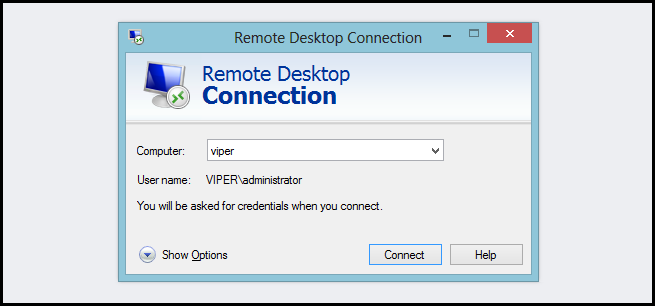 Remote Desktop Connection
Remote Desktop
Connection
Computer: viper
User name: VIPER\administrator
You will be asked for credentials when you connect.
Show Options Connect Help